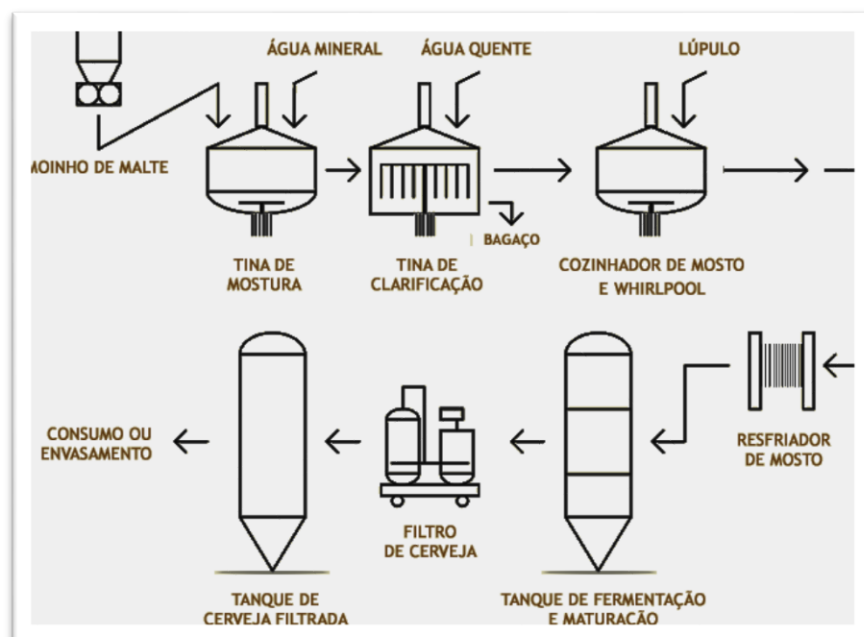 ÁGUA MINERAL
ÁGUA QUENTE
LÚPULO
MOINHO DE MALTE
BAGAÇO
TINA DE
MOSTURA
TINA DE
CLARIFICAÇÃO
COZINHADOR DE MOSTO
E WHIRLPOOL
CONSUMO OU
ENVASAMENTO
RESFRIADOR
DE MOSTO
FILTRO
DE CERVEJA
TANQUE DE
CERVEJA FILTRADA
TANQUE DE FERMENTAÇÃO
E MATURAÇÃO